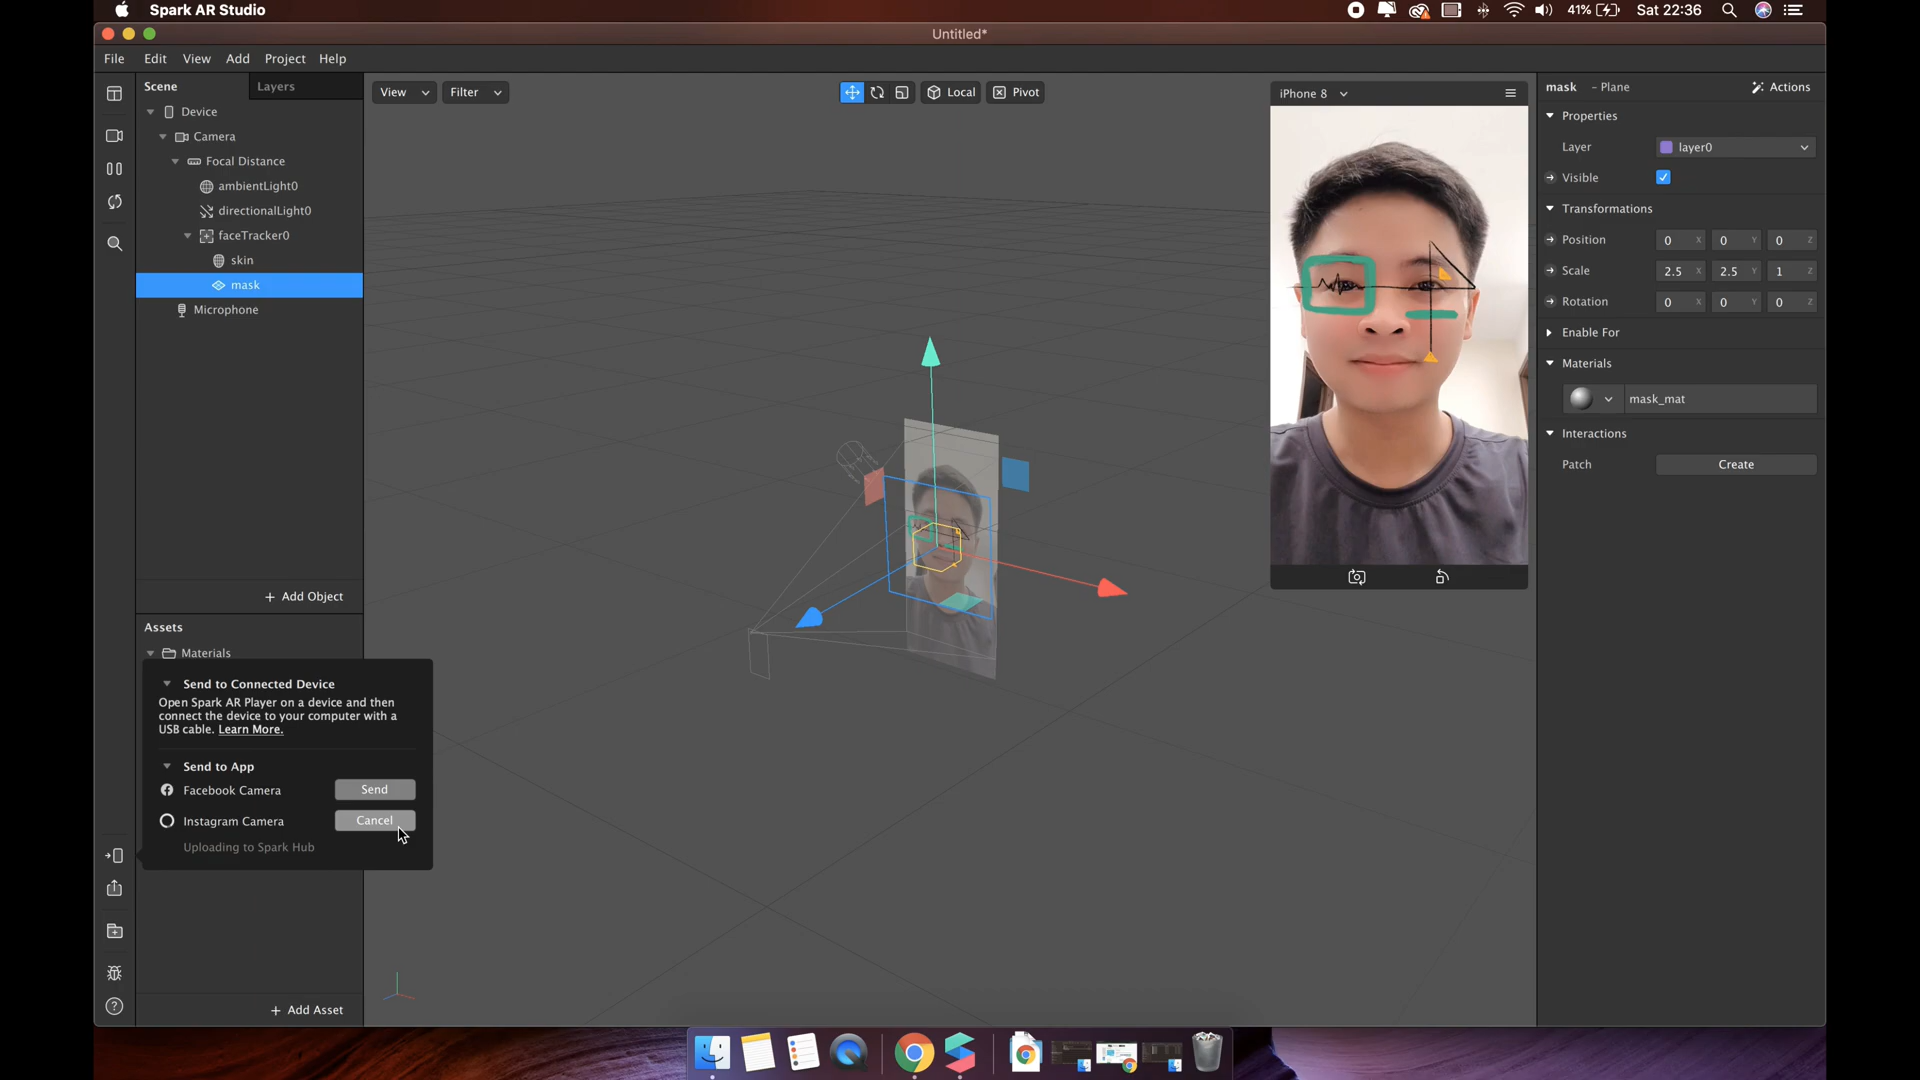 Spark AR Studio
41%
Sat 22:36
Untitled*
File Edit View Add Project Help
Scene
Layers
Device
Camera
Focal Distance
ambientLight0
directionalLight0
faceTracker0
skin
mask
Microphone
+ Add Object
Assets
Materials
Send to Connected Device
Open Spark AR Player on a device and then
connect the device to your computer with a
USB cable. Learn More.
Send to App
Facebook Camera
Send
Instagram Camera
Cancel
Uploading to Spark Hub
+ Add Asset
View
Filter
Local
Pivot
iPhone 8
mask - Plane
Actions
Properties
Layer
layer0
Visible
Transformations
Position 0 X 0 Y 0 Z
Scale 2.5 X 2.5 Y 1 Z
Rotation 0 X 0 Y 0 Z
Enable For
Materials
mask_mat
Interactions
Patch
Create